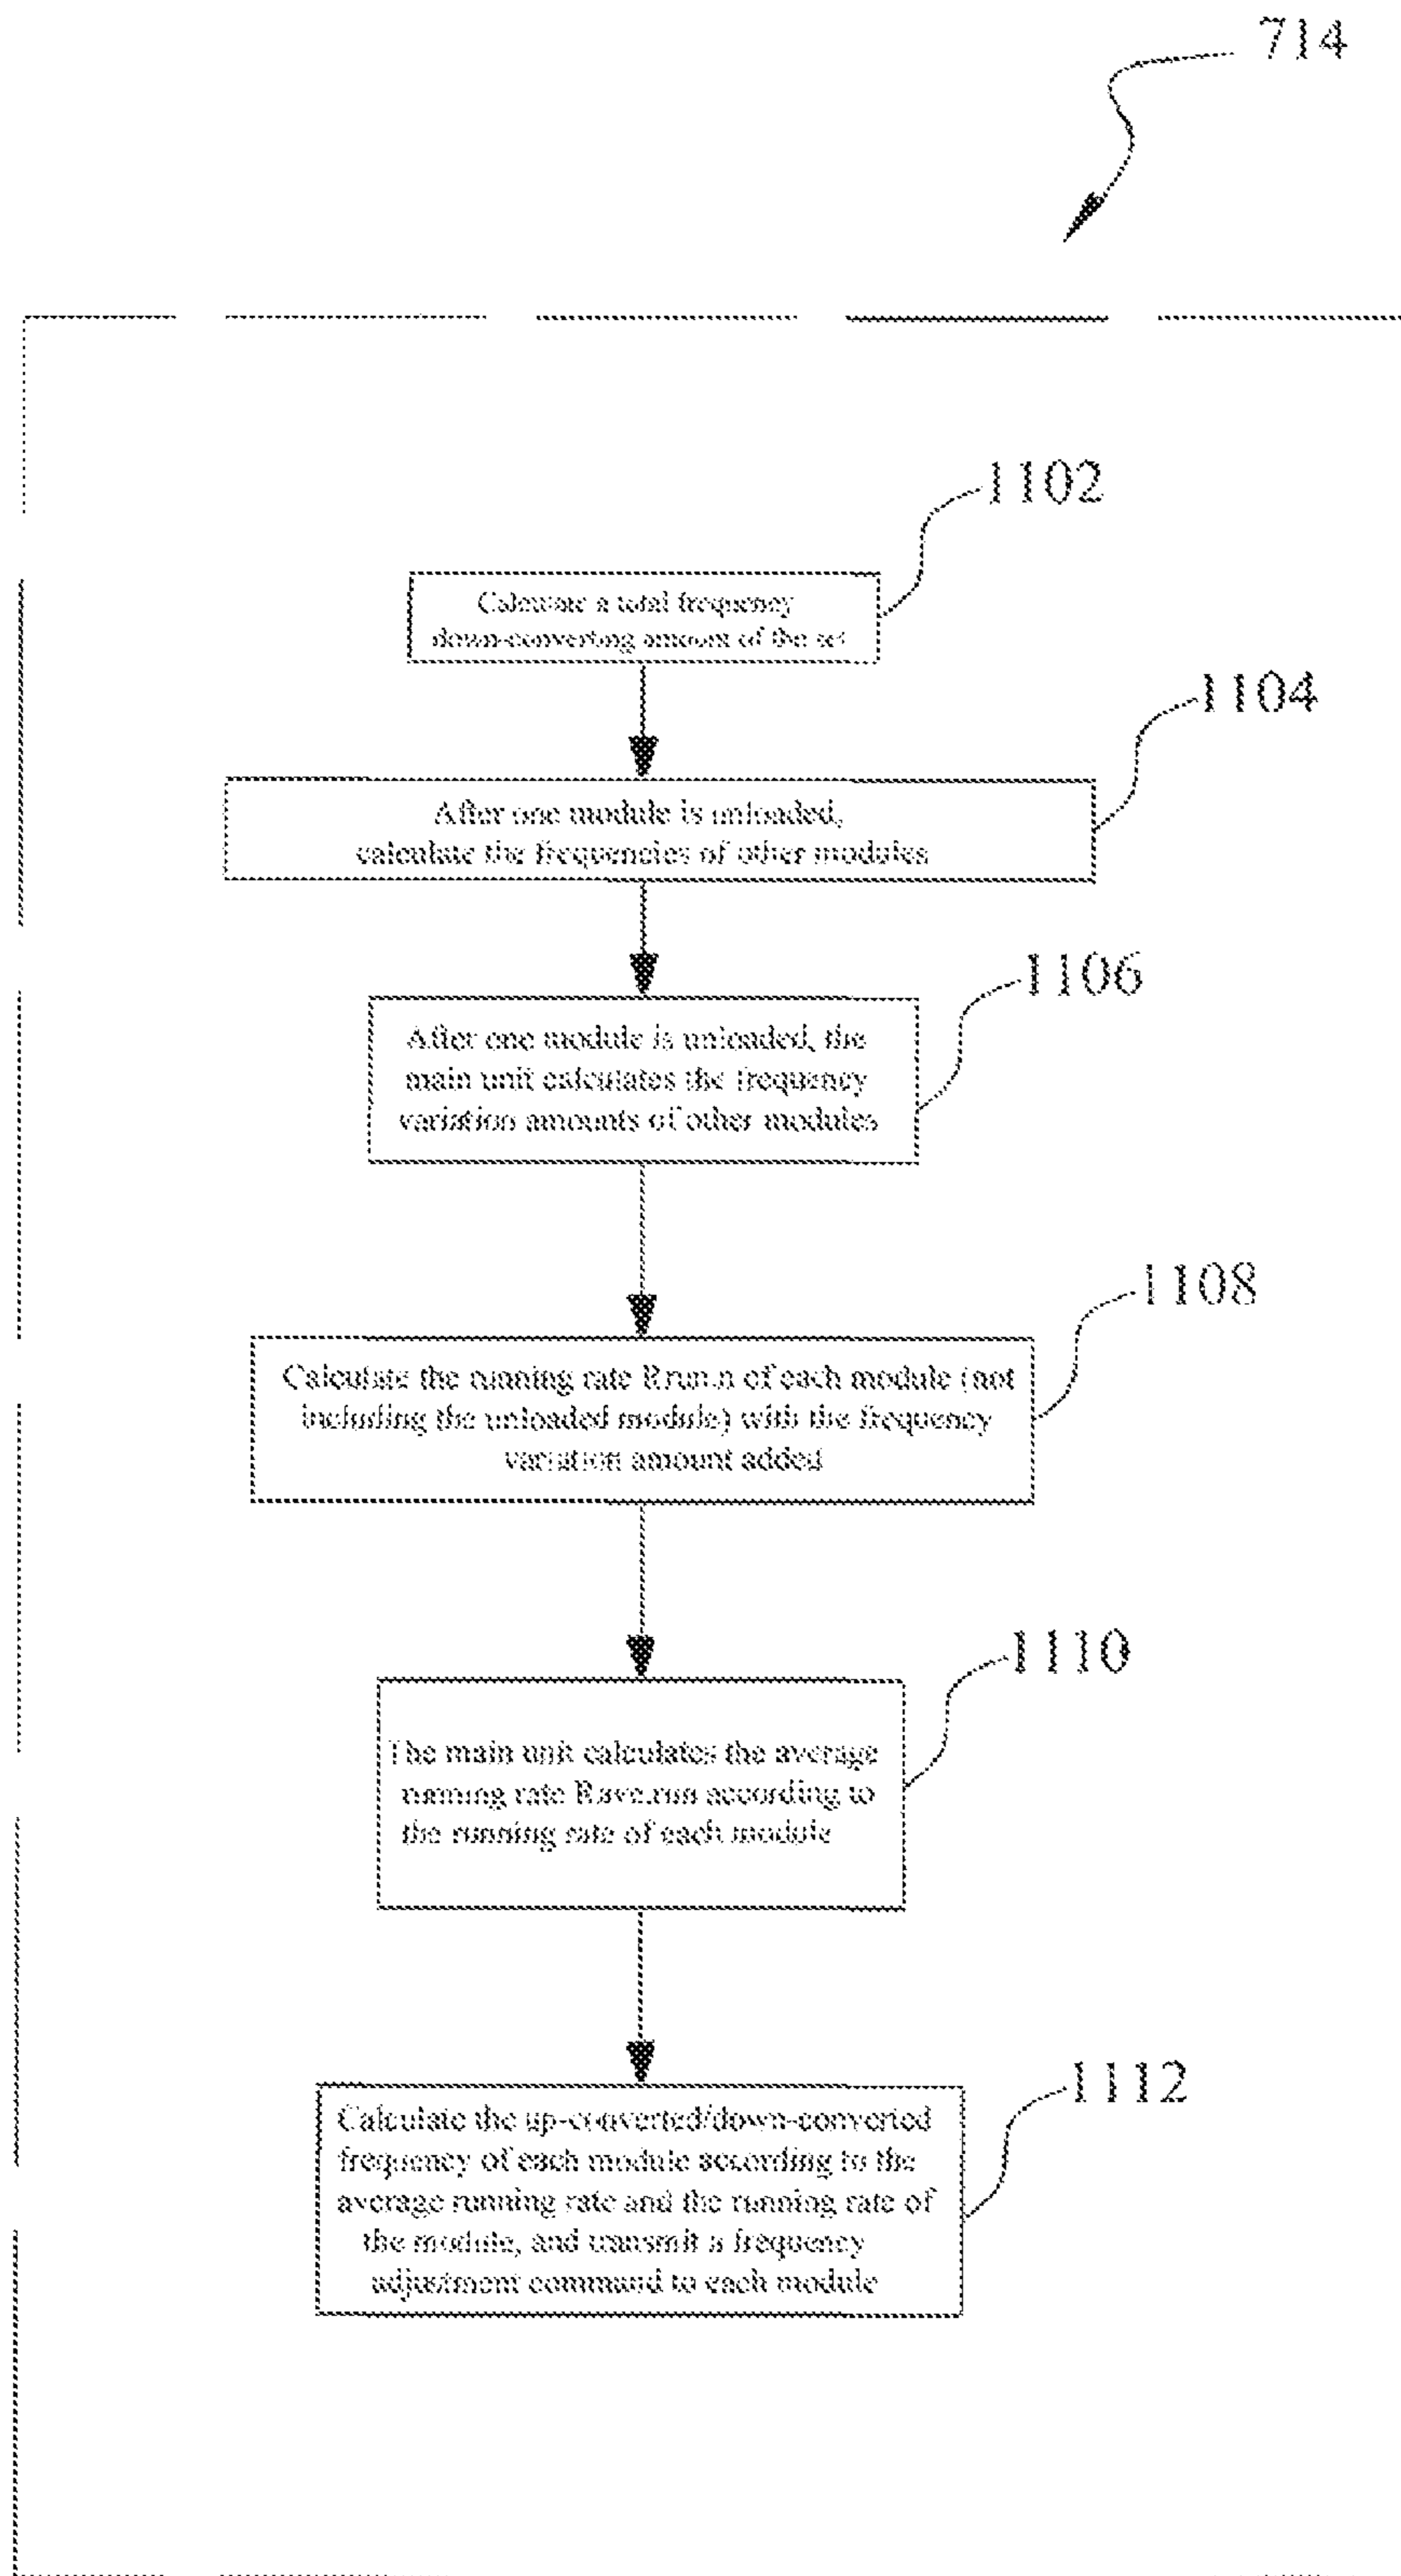 714
1102
Calculate a total frequency
down-converting amount of the set
1104
After one module is unloaded,
calculate the frequencies of other modules
1106
After one module is unloaded, the
main unit calculates the frequency
variation amounts of other modules
1108
Calculate the running rate Rrun.n of each module (not
including the unloaded module) with the frequency
variation amount added
1110
The main unit calculates the average
running rate Rave.run according to
the running rate of each module
1112
Calculate the up-converted/down-converted
frequency of each module according to the
average running rate and the running rate of
the module, and transmit a frequency
adjustment command to each module